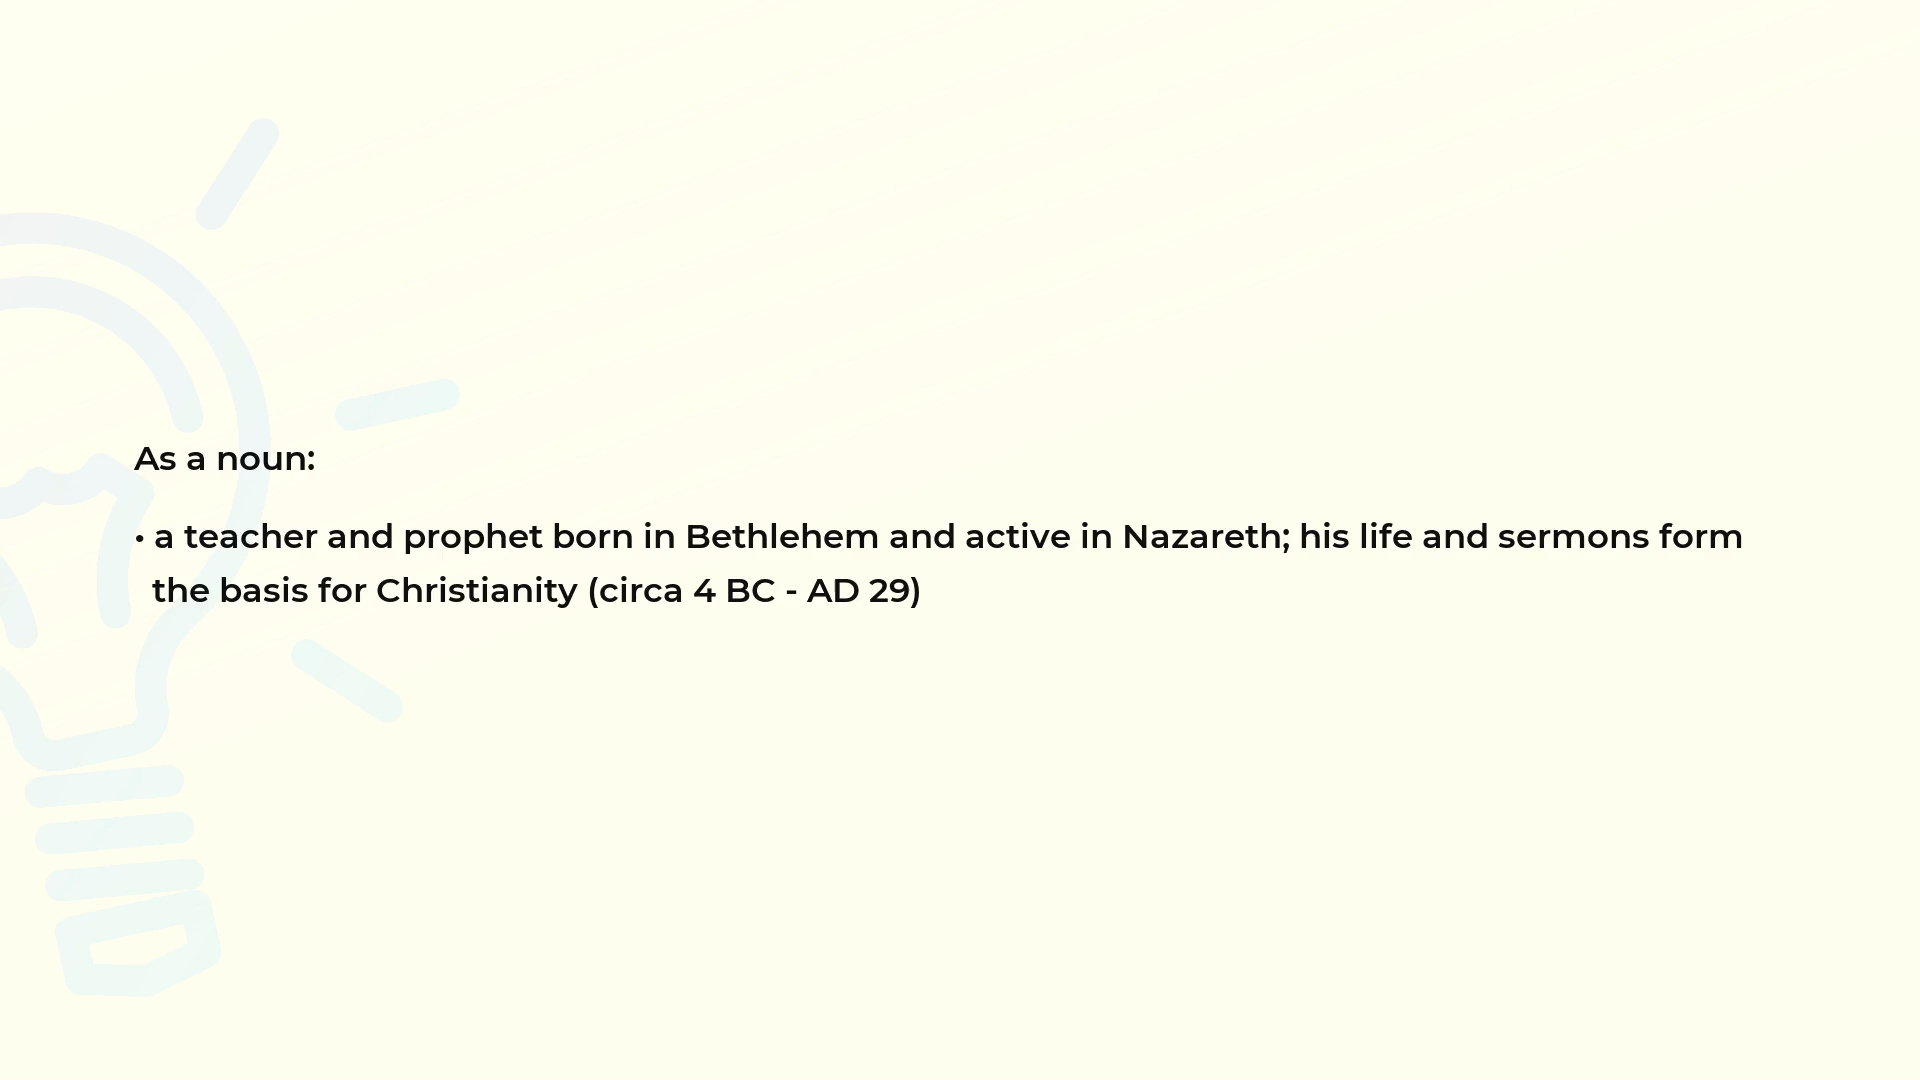 As a noun:
• a teacher and prophet born in Bethlehem and active in Nazareth; his life and sermons form
the basis for Christianity (circa 4 BC - AD 29)